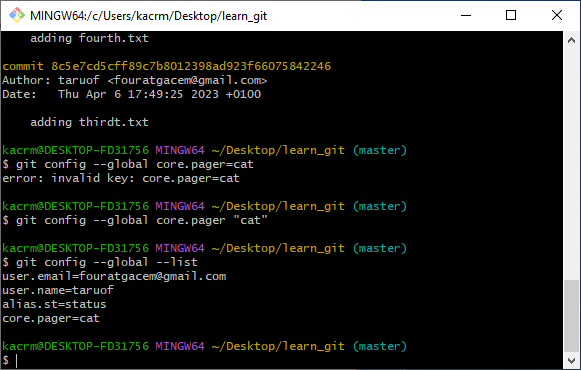 MINGW64:/c/Users/kacrm/Desktop/learn_git
    adding fourth.txt
commit 8c5e7cd5cff89c7b8012398ad923f66075842246
Author: taruof <fouratgacem@gmail.com>
Date:   Thu Apr 6 17:49:25 2023 +0100
    adding thirdt.txt
kacrm@DESKTOP-FD31756 MINGW64 ~/Desktop/learn_git (master)
$ git config --global core.pager=cat
error: invalid key: core.pager=cat
kacrm@DESKTOP-FD31756 MINGW64 ~/Desktop/learn_git (master)
$ git config --global core.pager "cat"
kacrm@DESKTOP-FD31756 MINGW64 ~/Desktop/learn_git (master)
$ git config --global --list
user.email=fouratgacem@gmail.com
user.name=taruof
alias.st=status
core.pager=cat
kacrm@DESKTOP-FD31756 MINGW64 ~/Desktop/learn_git (master)
$